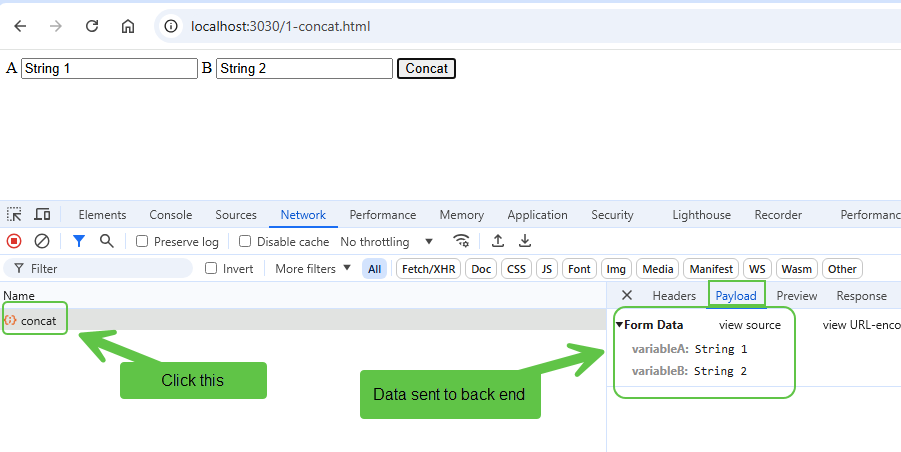 localhost:3030/1-concat.html
A String 1 B String 2 Concat
Elements Console Sources Network Performance Memory Application Security Lighthouse Recorder Performanc
Preserve log Disable cache No throttling
Filter Invert More filters All Fetch/XHR Doc CSS JS Font Img Media Manifest WS Wasm Other
Name
Headers Payload Preview Response
concat
Form Data view source view URL-enco
variableA: String 1
variableB: String 2
Click this
Data sent to back end